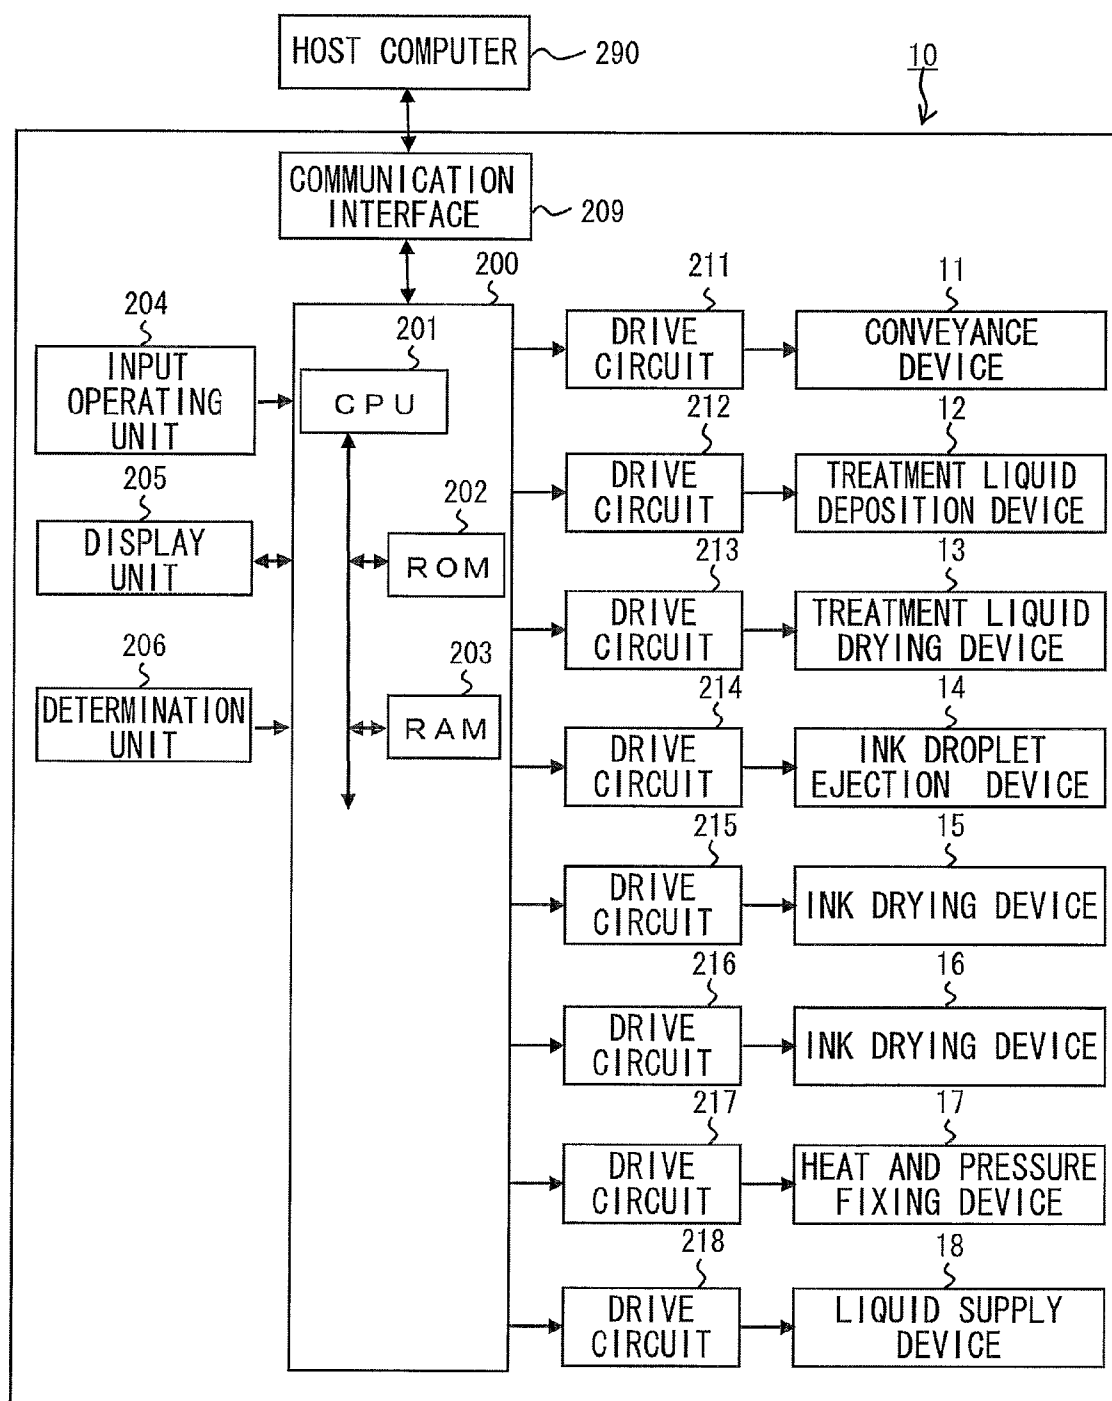 HOST COMPUTER
290
10
COMMUNICATION
INTERFACE
209
200
204
INPUT
OPERATING
UNIT
205
DISPLAY
UNIT
206
DETERMINATION
UNIT
201
CPU
202
ROM
203
RAM
211
DRIVE
CIRCUIT
11
CONVEYANCE
DEVICE
212
DRIVE
CIRCUIT
12
TREATMENT LIQUID
DEPOSITION DEVICE
213
DRIVE
CIRCUIT
13
TREATMENT LIQUID
DRYING DEVICE
214
DRIVE
CIRCUIT
14
INK DROPLET
EJECTION DEVICE
215
DRIVE
CIRCUIT
15
INK DRYING DEVICE
216
DRIVE
CIRCUIT
16
INK DRYING DEVICE
217
DRIVE
CIRCUIT
17
HEAT AND PRESSURE
FIXING DEVICE
218
DRIVE
CIRCUIT
18
LIQUID SUPPLY
DEVICE